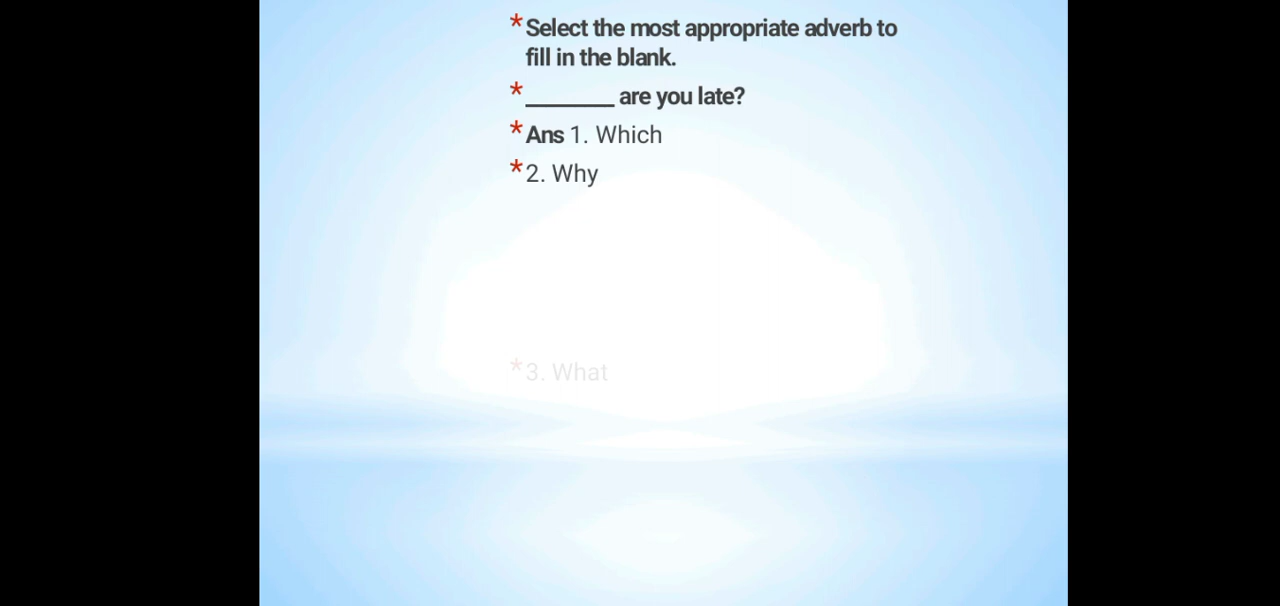 * Select the most appropriate adverb to
fill in the blank.
* ________ are you late?
* Ans 1. Which
* 2. Why
* 3. What